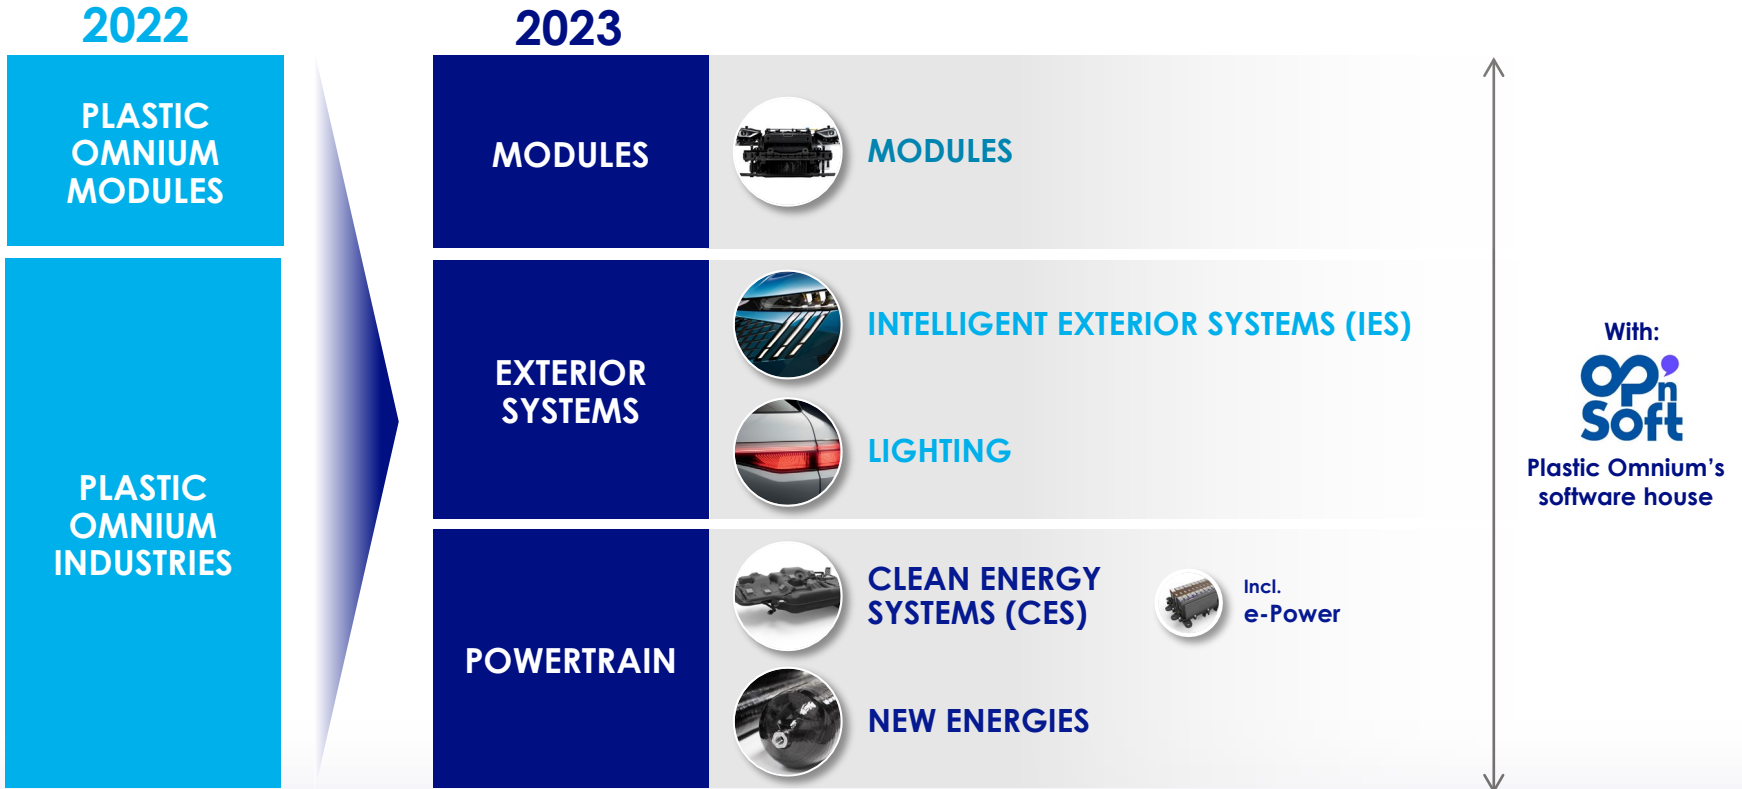 2022
2023
PLASTIC
OMNIUM
MODULES
MODULES
MODULES
PLASTIC
OMNIUM
INDUSTRIES
EXTERIOR
SYSTEMS
INTELLIGENT EXTERIOR SYSTEMS (IES)
LIGHTING
POWERTRAIN
CLEAN ENERGY
SYSTEMS (CES)
Incl.
e-Power
NEW ENERGIES
With:
OP'n
Soft
Plastic Omnium’s
software house